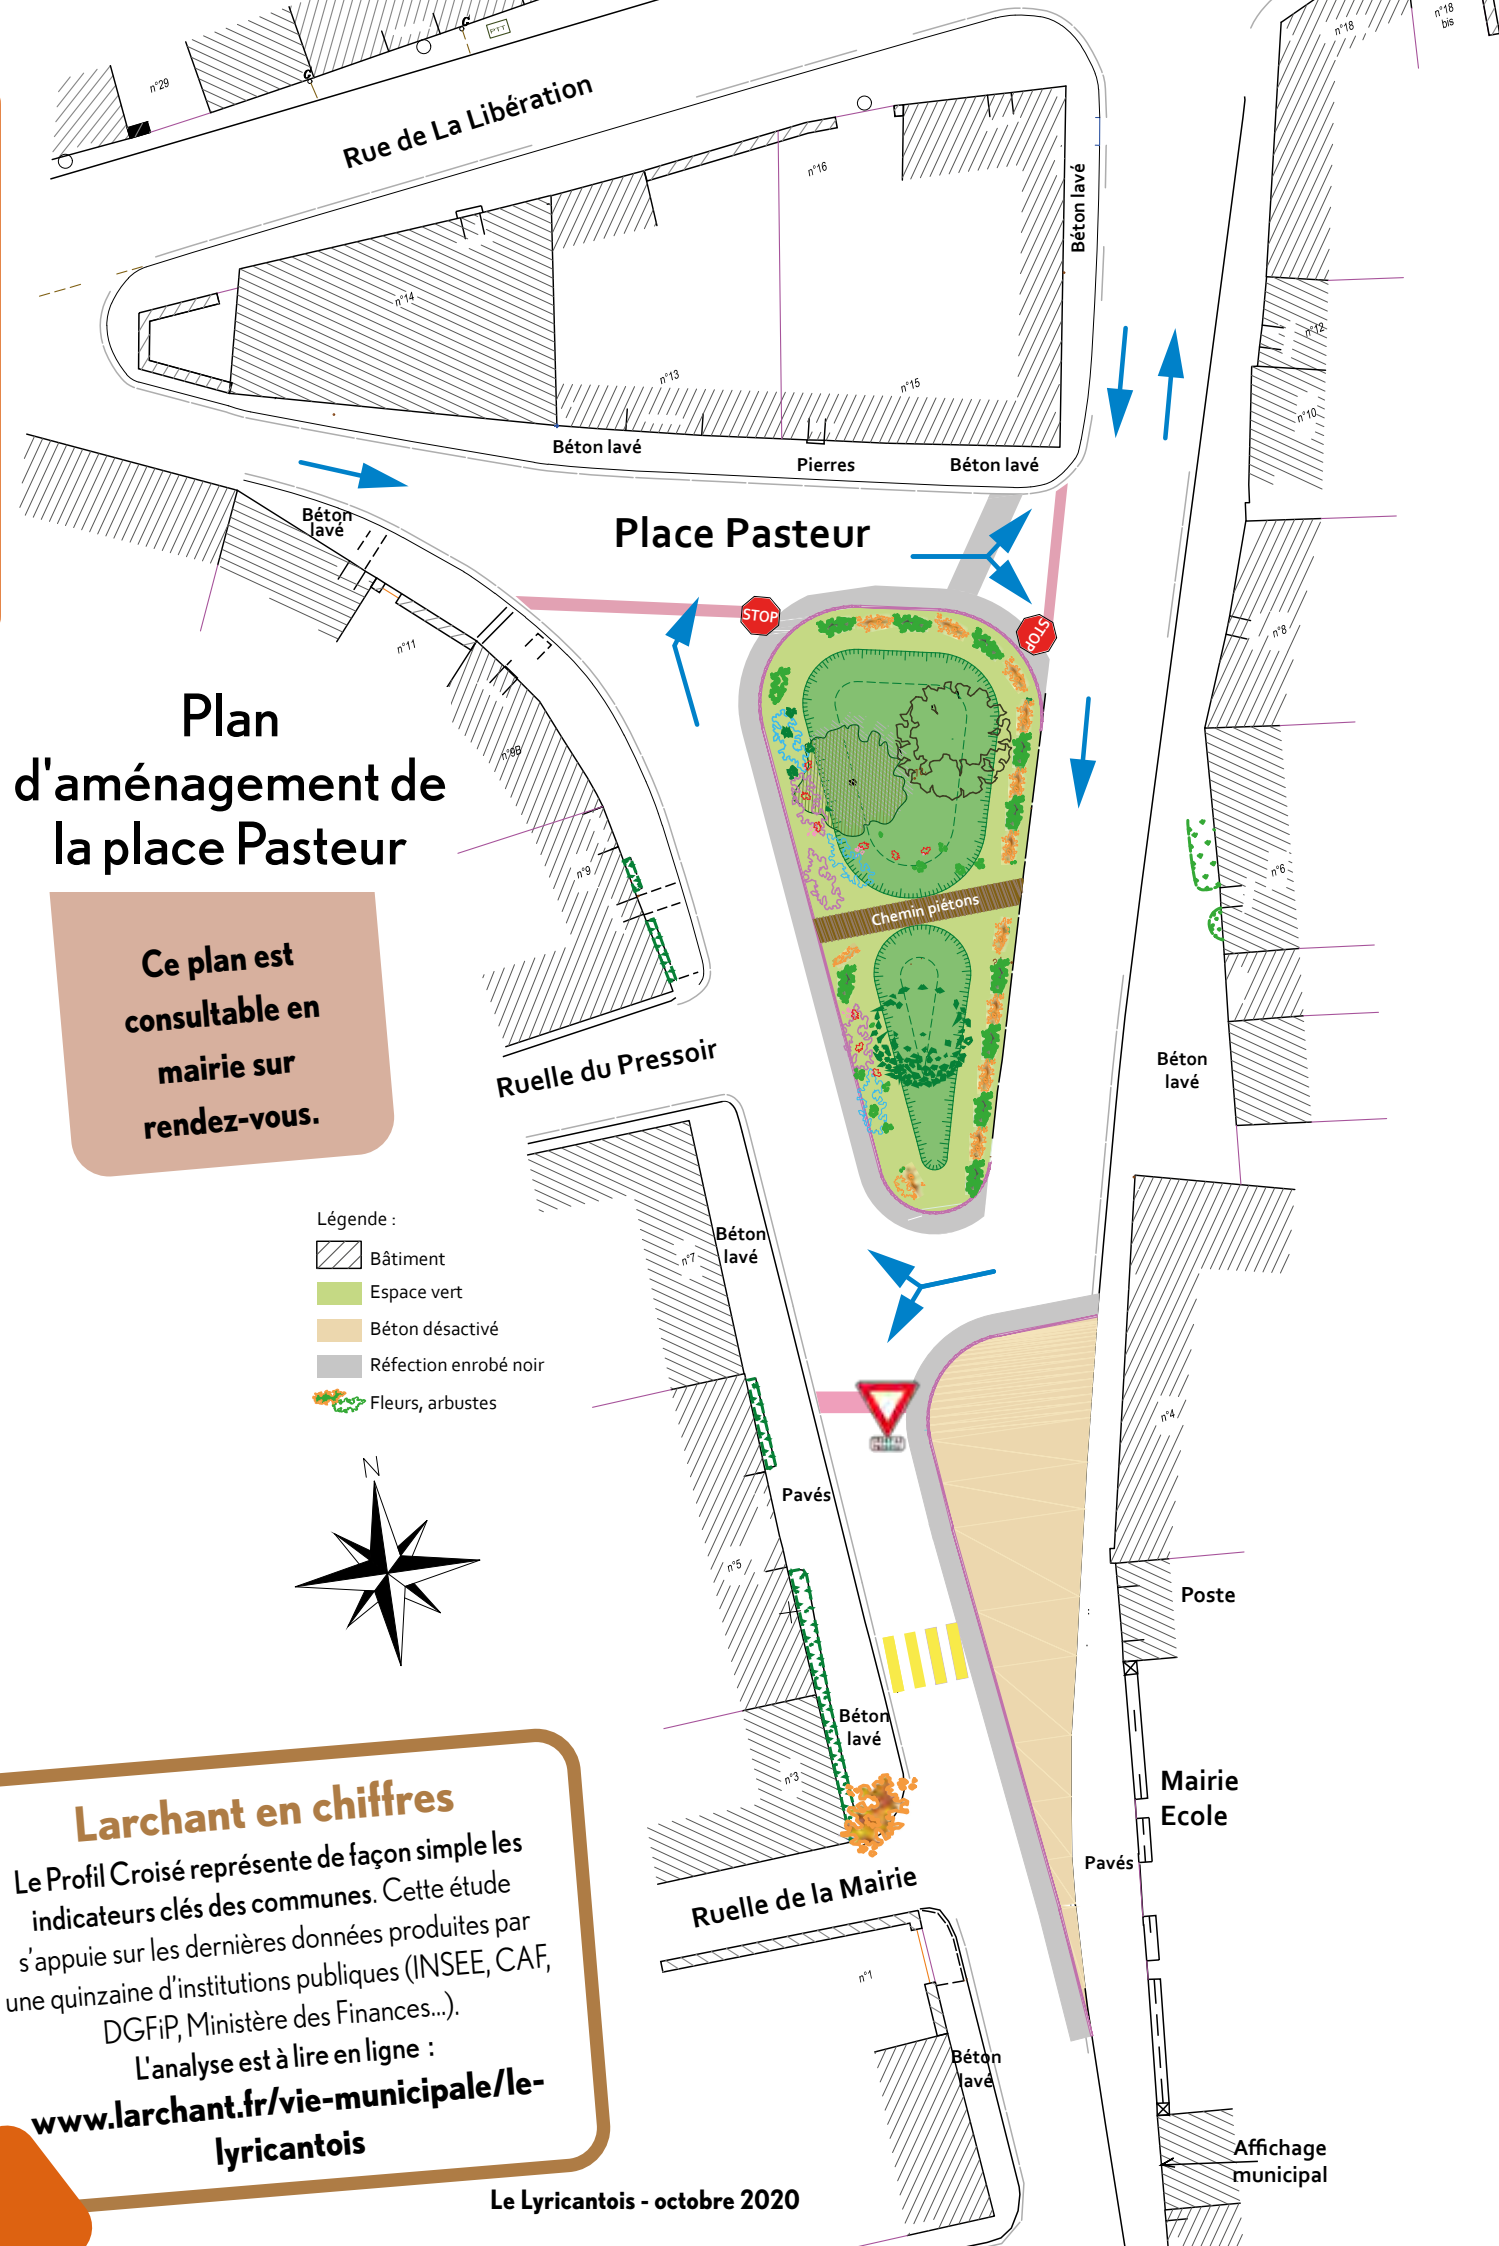 PTT
n°29
n°18
n°18
bis
Rue de La Libération
n°16
Béton lavé
n°14
n°12
n°13
n°15
n°10
Béton lavé
Pierres
Béton lavé
Béton
lavé
Place Pasteur
STOP
STOP
n°11
n°8
Plan
d'aménagement de
la place Pasteur
n°9B
n°9
n°6
Chemin piétons
Ce plan est
consultable en
mairie sur
rendez-vous.
Ruelle du Pressoir
Béton
lavé
Légende :
Bâtiment
Espace vert
Béton désactivé
Réfection enrobé noir
Fleurs, arbustes
Béton
lavé
n°7
n°4
N
Pavés
n°5
Poste
Béton
lavé
n°3
Mairie
Ecole
Pavés
Ruelle de la Mairie
n°1
Béton
lavé
Larchant en chiffres
Le Profil Croisé représente de façon simple les
indicateurs clés des communes. Cette étude
s'appuie sur les dernières données produites par
une quinzaine d'institutions publiques (INSEE, CAF,
DGFiP, Ministère des Finances...).
L'analyse est à lire en ligne :
www.larchant.fr/vie-municipale/le-
lyricantois
Affichage
municipal
Le Lyricantois - octobre 2020